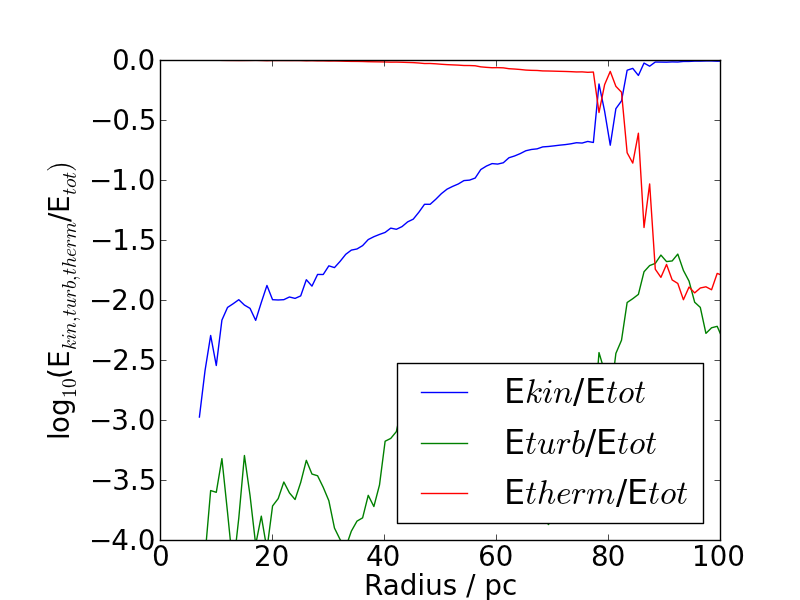 0.0
−0.5
−1.0
−1.5
−2.0
−2.5
−3.0
−3.5
−4.0
log10(Ekin,turb,therm/Etot)
Ekin/Etot
Eturb/Etot
Etherm/Etot
0 20 40 60 80 100
Radius / pc